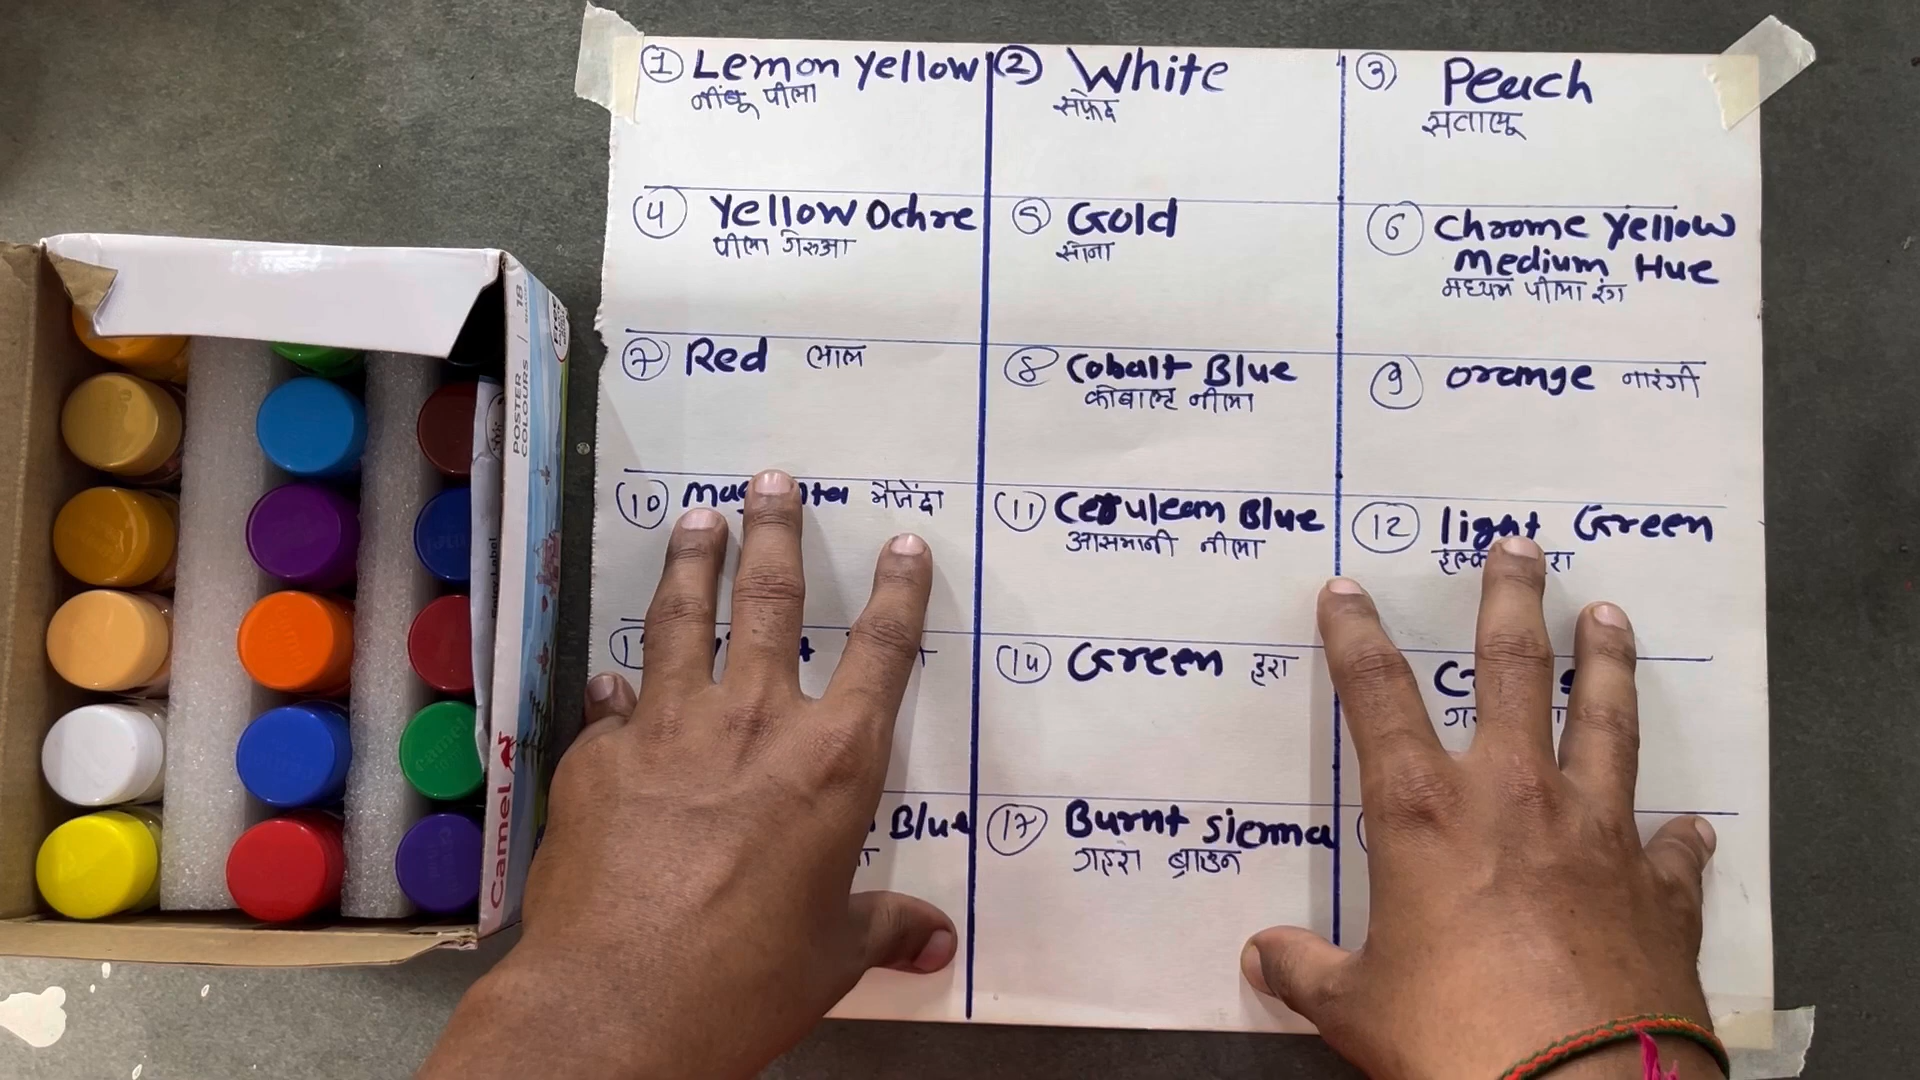 ① Lemon Yellow
नींबू पीला
② White
सफ़ेद
③ Peach
सतालू
④ Yellow Ochre
पीला गेरुआ
⑤ Gold
सोना
⑥ Chrome Yellow
Medium Hue
मध्यम पीला रंग
⑦ Red लाल
⑧ Cobalt Blue
कोबाल्ट नीला
⑨ Orange नारंगी
⑩ मैजेंटा
⑪ Cerulean Blue
आसमानी नीला
⑫ light Green
⑭ Green हरा
Blue
⑰ Burnt Sienna
गहरा ब्राउन
POSTER
COLOURS
18
Camel